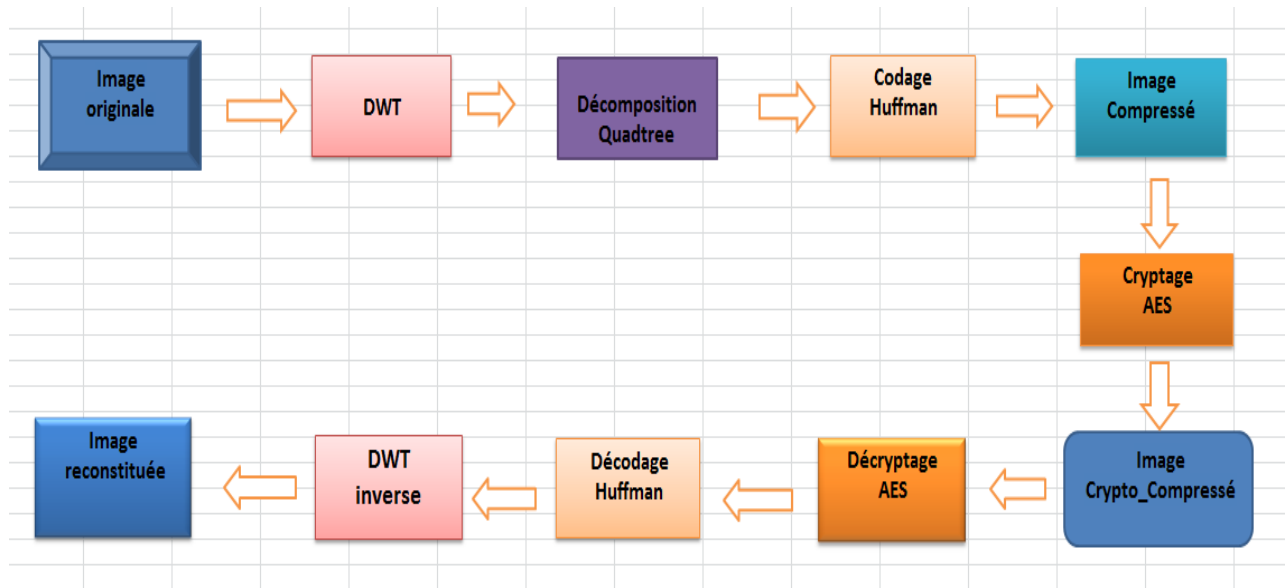 Image
originale
DWT
Décomposition
Quadtree
Codage
Huffman
Image
Compressé
Cryptage
AES
Image
Crypto_Compressé
Décryptage
AES
Décodage
Huffman
DWT
inverse
Image
reconstituée